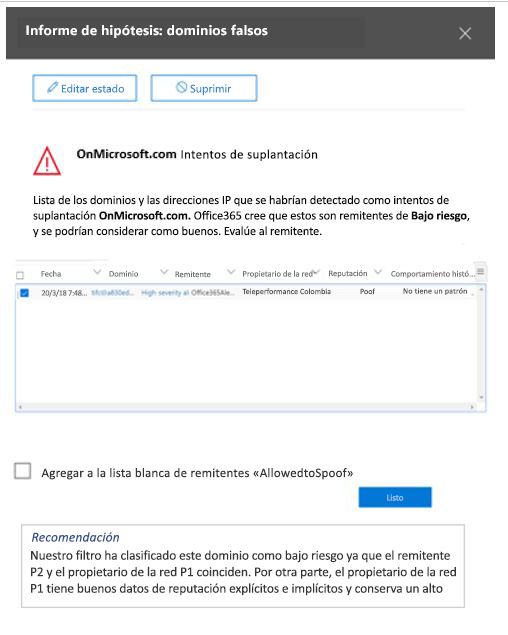 Informe de hipótesis: dominios falsos
Editar estado
Suprimir
OnMicrosoft.com Intentos de suplantación
Lista de los dominios y las direcciones IP que se habrían detectado como intentos de
suplantación OnMicrosoft.com. Office365 cree que estos son remitentes de Bajo riesgo,
y se podrían considerar como buenos. Evalúe al remitente.
Fecha Dominio Remitente Propietario de la red Reputación Comportamiento histó...
20/3/18 7:48... High severity al Office365Ale... Teleperformance Colombia Poof No tiene un patrón
Agregar a la lista blanca de remitentes «AllowedtoSpoof»
Listo
Recomendación
Nuestro filtro ha clasificado este dominio como bajo riesgo ya que el remitente
P2 y el propietario de la red P1 coinciden. Por otra parte, el propietario de la red
P1 tiene buenos datos de reputación explícitos e implícitos y conserva un alto